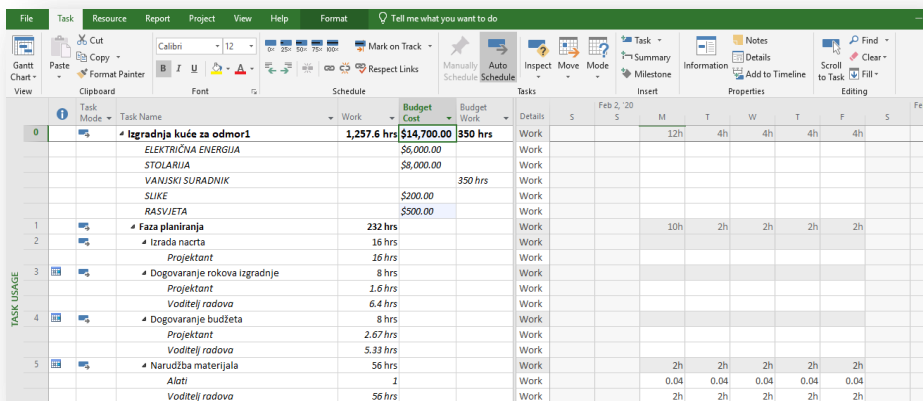 File Task Resource Report Project View Help Format Tell me what you want to do
Gantt Chart
View
Paste
Cut
Copy
Format Painter
Clipboard
Calibri 12
B I U A
Font
0% 25% 50% 75% 100%
Mark on Track
Respect Links
Schedule
Manually Schedule
Auto Schedule
Inspect Move Mode
Tasks
Task
Summary
Milestone
Insert
Information
Notes
Details
Add to Timeline
Properties
Scroll to Task
Find
Clear
Fill
Editing
Task Mode Task Name Work Budget Cost Budget Work Details Feb 2, '20 Fe
S S M T W T F S
0 Izgradnja kuće za odmor1 1,257.6 hrs $14,700.00 350 hrs Work 12h 4h 4h 4h 4h
ELEKTRIČNA ENERGIJA $6,000.00 Work
STOLARIJA $8,000.00 Work
VANJSKI SURADNIK 350 hrs Work
SLIKE $200.00 Work
RASVJETA $500.00 Work
1 Faza planiranja 232 hrs Work 10h 2h 2h 2h 2h
2 Izrada nacrta 16 hrs Work
Projektant 16 hrs Work
3 Dogovaranje rokova izgradnje 8 hrs Work
Projektant 1.6 hrs Work
Voditelj radova 6.4 hrs Work
4 Dogovaranje budžeta 8 hrs Work
Projektant 2.67 hrs Work
Voditelj radova 5.33 hrs Work
5 Narudžba materijala 56 hrs Work 2h 2h 2h 2h 2h
Alati 1 Work 0.04 0.04 0.04 0.04 0.04
Voditelj radova 56 hrs Work 2h 2h 2h 2h 2h
TASK USAGE